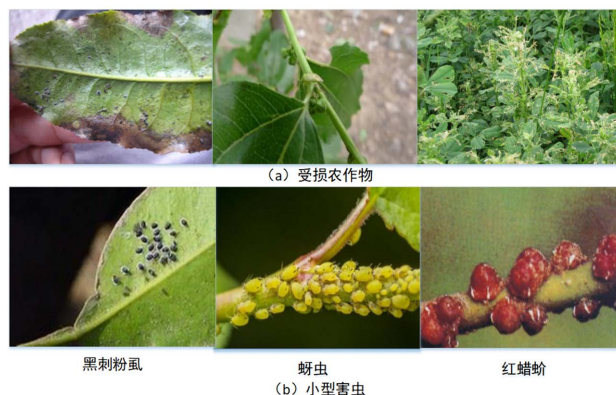 （a）受损农作物
黑刺粉虱
蚜虫
红蜡蚧
（b）小型害虫